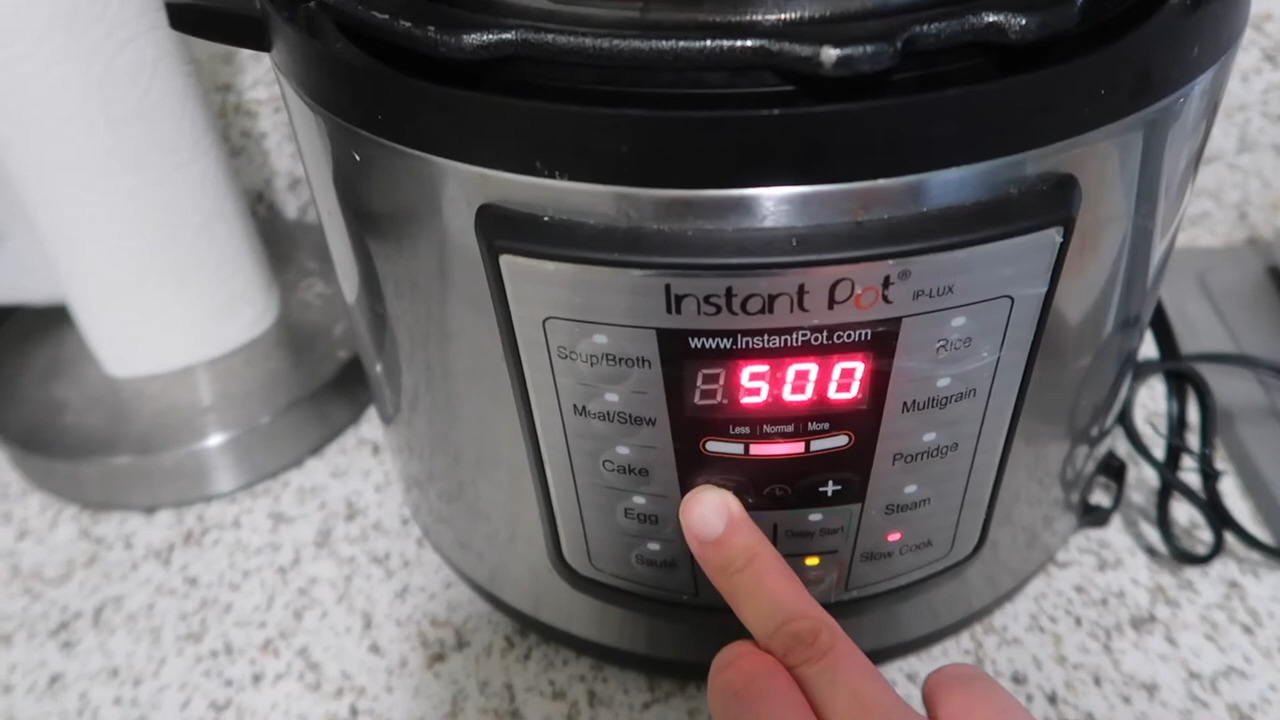 Instant Pot® IP-LUX
www.InstantPot.com
500
Less | Normal | More
+
Soup/Broth
Meat/Stew
Cake
Egg
Sauté
Rice
Multigrain
Porridge
Steam
Slow Cook
Delay Start